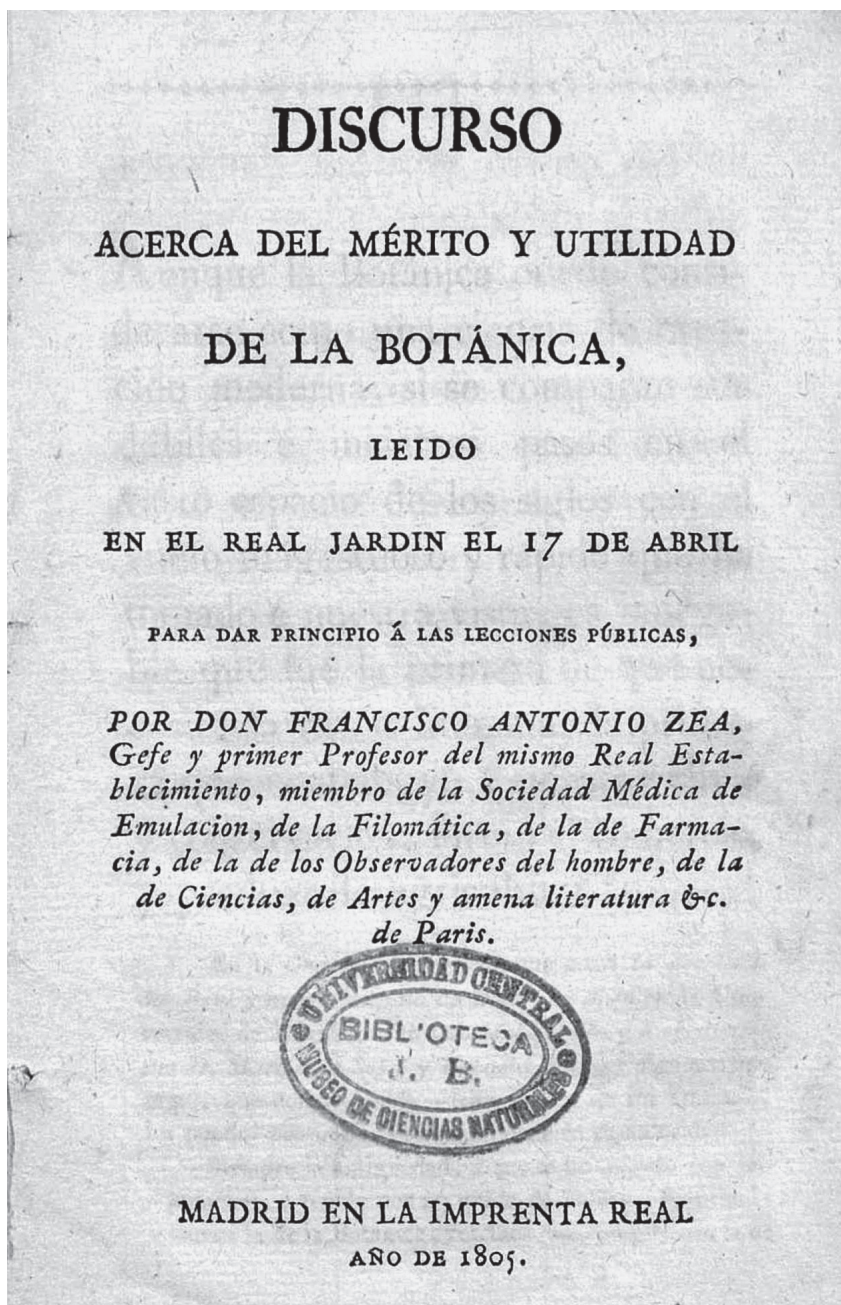 DISCURSO
ACERCA DEL MÉRITO Y UTILIDAD
DE LA BOTÁNICA,
LEIDO
EN EL REAL JARDIN EL 17 DE ABRIL
PARA DAR PRINCIPIO Á LAS LECCIONES PÚBLICAS,
POR DON FRANCISCO ANTONIO ZEA,
Gefe y primer Profesor del mismo Real Esta-
blecimiento, miembro de la Sociedad Médica de
Emulacion, de la Filomática, de la de Farma-
cia, de la de los Observadores del hombre, de la
de Ciencias, de Artes y amena literatura &c.
de Paris.
UNIVERSIDAD CENTRAL
BIBL'OTECA
J. B.
MUSEO DE CIENCIAS NATURALES
MADRID EN LA IMPRENTA REAL
AÑO DE 1805.